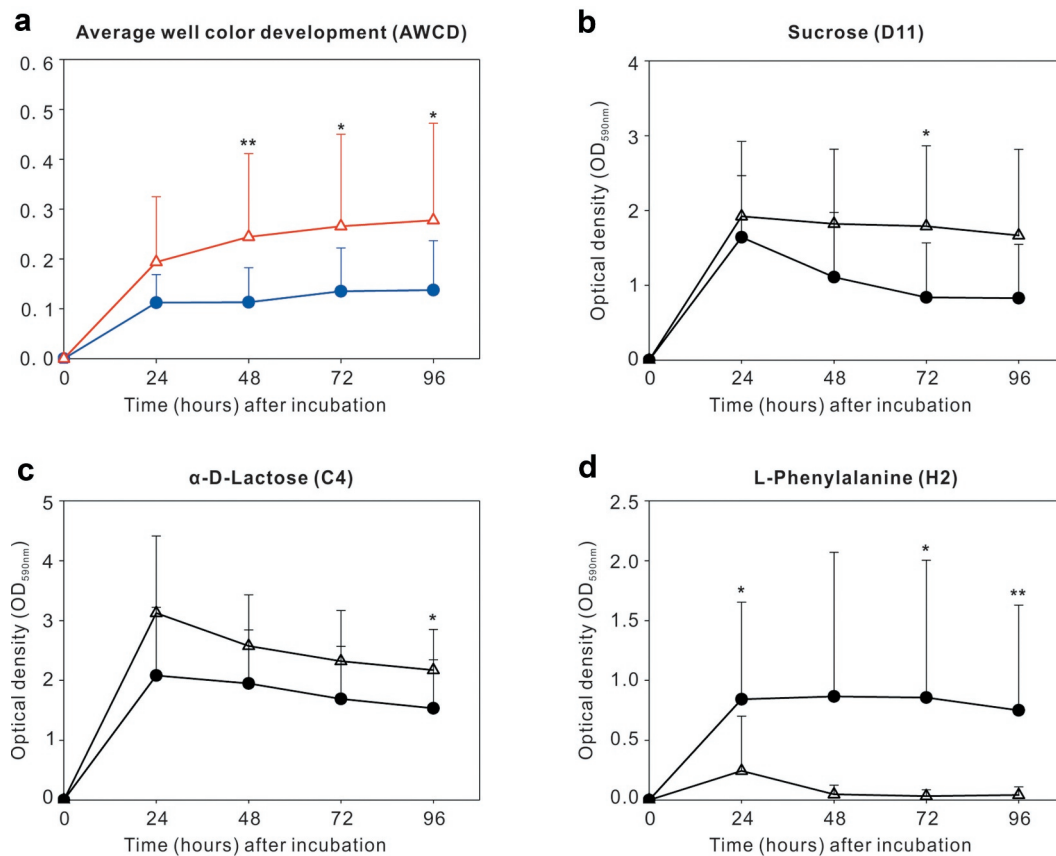 a
Average well color development (AWCD)
0.6
0.5
0.4
0.3
0.2
0.1
0.0
**
*
*
0 24 48 72 96
Time (hours) after incubation
b
Sucrose (D11)
Optical density (OD590nm)
4
3
2
1
0
*
0 24 48 72 96
Time (hours) after incubation
c
α-D-Lactose (C4)
Optical density (OD590nm)
5
4
3
2
1
0
*
0 24 48 72 96
Time (hours) after incubation
d
L-Phenylalanine (H2)
Optical density (OD590nm)
2.5
2.0
1.5
1.0
0.5
0.0
*
*
**
0 24 48 72 96
Time (hours) after incubation